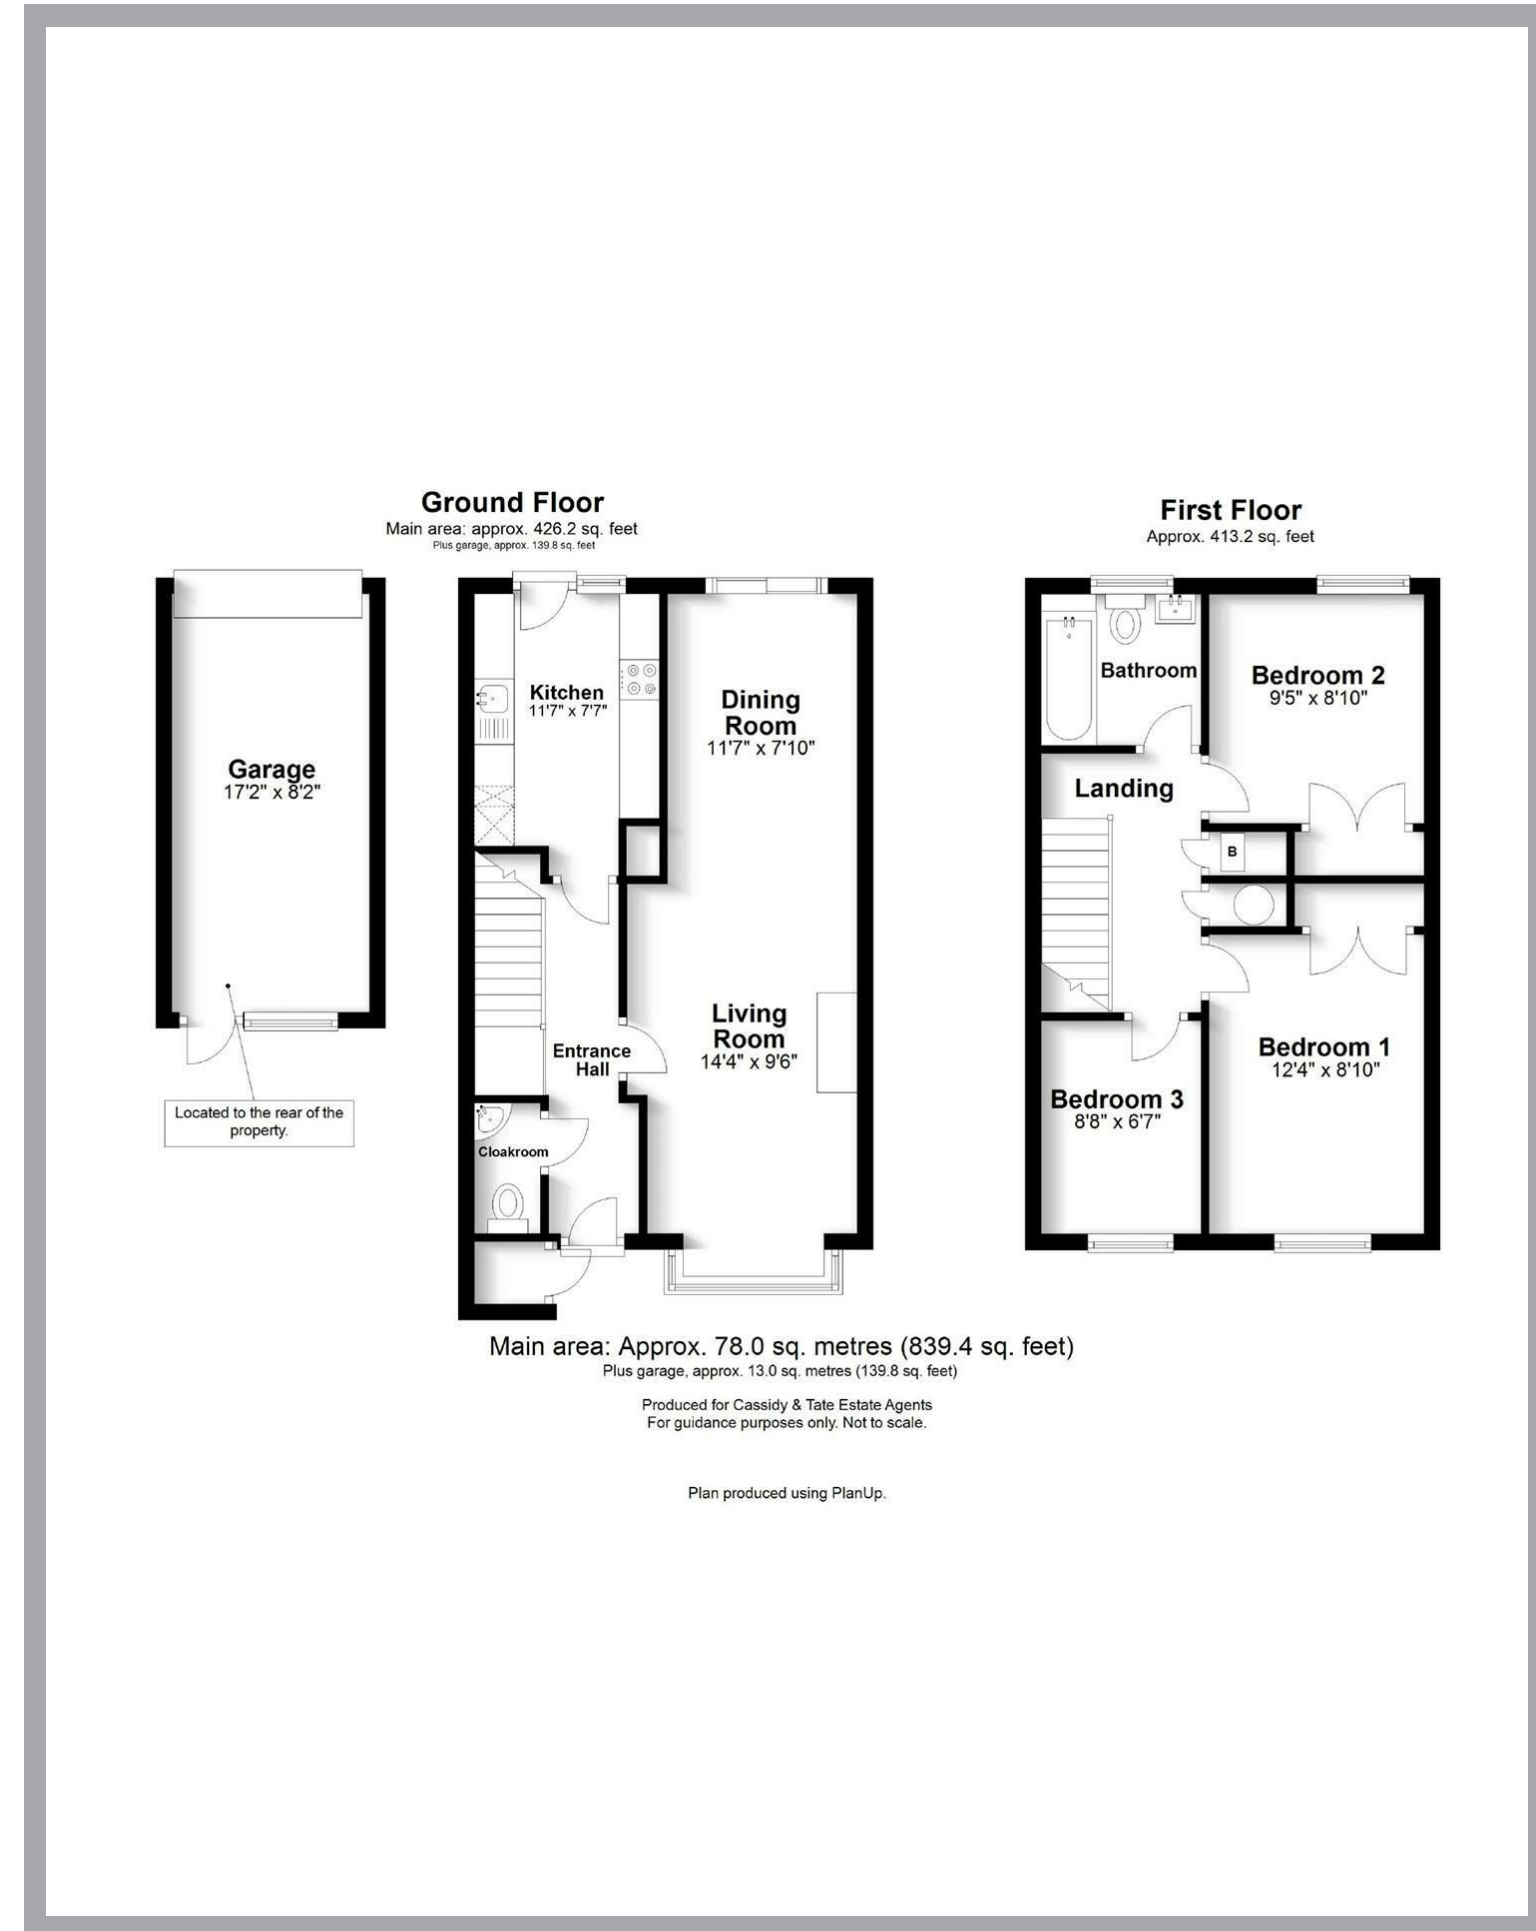 Ground Floor
Main area: approx. 426.2 sq. feet
Plus garage, approx. 139.8 sq. feet
First Floor
Approx. 413.2 sq. feet
Garage
17'2" x 8'2"
Located to the rear of the
property.
Kitchen
11'7" x 7'7"
Dining
Room
11'7" x 7'10"
Living
Room
14'4" x 9'6"
Entrance
Hall
Cloakroom
Bathroom
Bedroom 2
9'5" x 8'10"
Landing
B
Bedroom 1
12'4" x 8'10"
Bedroom 3
8'8" x 6'7"
Main area: Approx. 78.0 sq. metres (839.4 sq. feet)
Plus garage, approx. 13.0 sq. metres (139.8 sq. feet)
Produced for Cassidy & Tate Estate Agents
For guidance purposes only. Not to scale.
Plan produced using PlanUp.